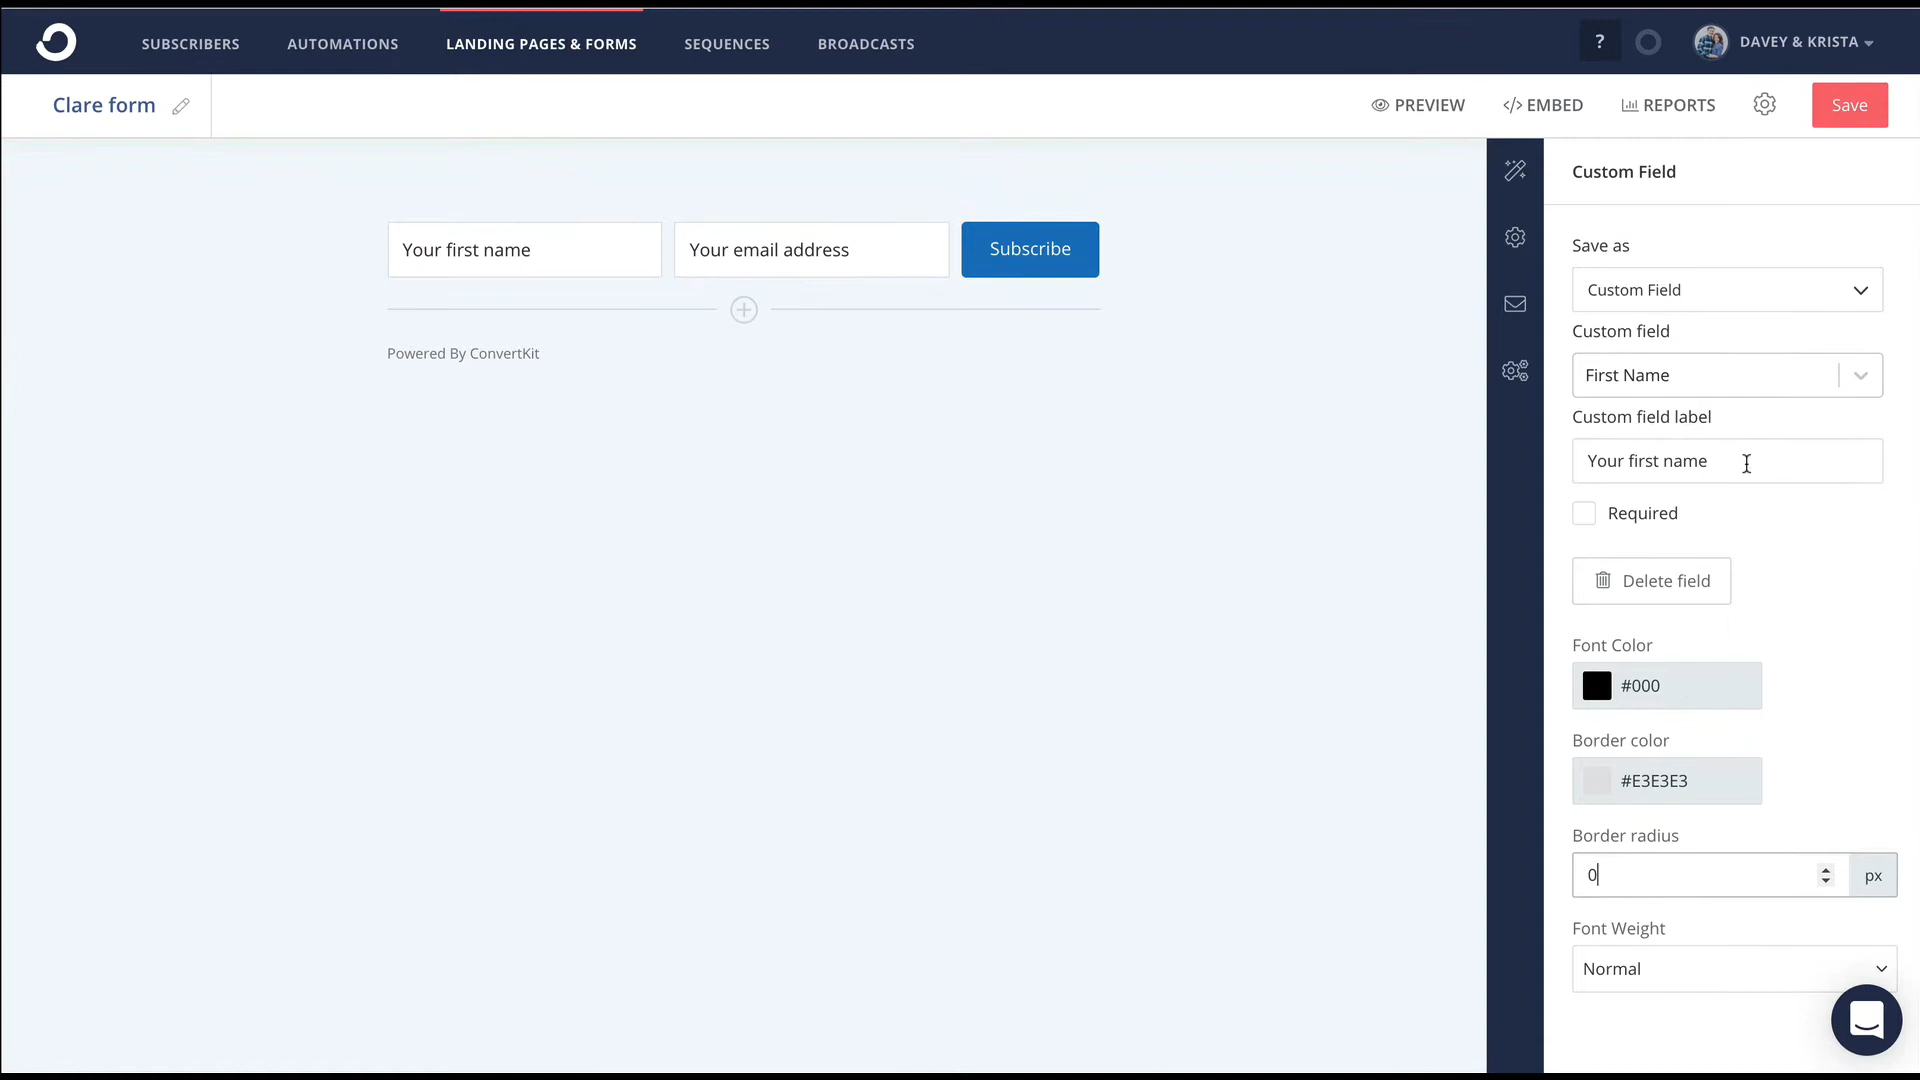 SUBSCRIBERS AUTOMATIONS LANDING PAGES & FORMS SEQUENCES BROADCASTS ? DAVEY & KRISTA
Clare form PREVIEW </> EMBED REPORTS Save
Custom Field
Your first name Your email address Subscribe
Powered By ConvertKit
Save as
Custom Field
Custom field
First Name
Custom field label
Your first name
Required
Delete field
Font Color
#000
Border color
#E3E3E3
Border radius
0 px
Font Weight
Normal